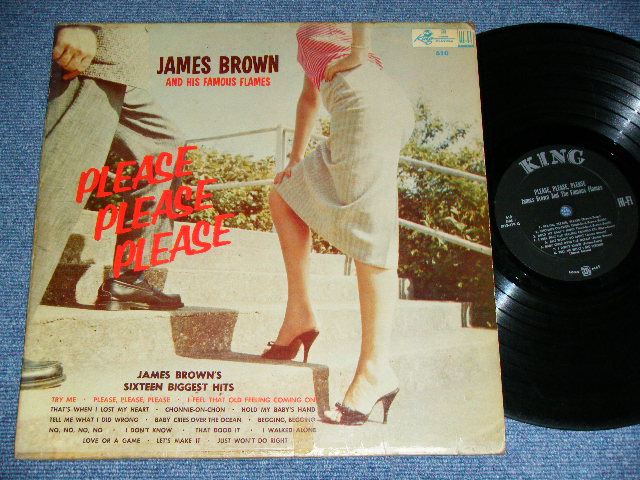 JAMES BROWN
AND HIS FAMOUS FLAMES
610
PLEASE
PLEASE
PLEASE
JAMES BROWN'S
SIXTEEN BIGGEST HITS
TRY ME · PLEASE, PLEASE, PLEASE · I FEEL THAT OLD FEELING COMING ON
THAT'S WHEN I LOST MY HEART · CHONNIE-ON-CHON · HOLD MY BABY'S HAND
TELL ME WHAT I DID WRONG · BABY CRIES OVER THE OCEAN · BEGGING, BEGGING
NO, NO, NO, NO · I DON'T KNOW · THAT DOOD IT · I WALKED ALONE
LOVE OR A GAME · LET'S MAKE IT · JUST WON'T DO RIGHT
KING
PLEASE, PLEASE, PLEASE
James Brown And The Famous Flames
HI-FI